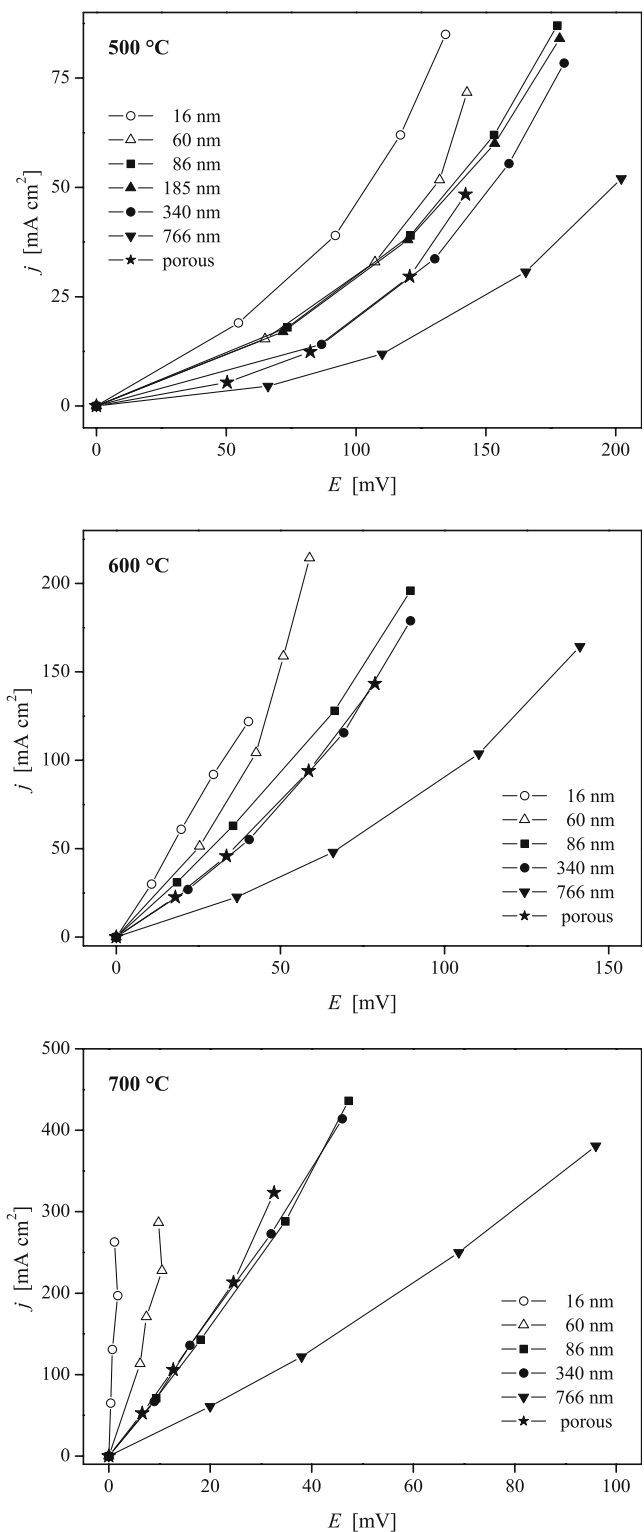 500 °C
16 nm
60 nm
86 nm
185 nm
340 nm
766 nm
porous
75
50
25
0
j [mA cm²]
0 50 100 150 200
E [mV]
600 °C
200
150
100
50
0
j [mA cm²]
16 nm
60 nm
86 nm
340 nm
766 nm
porous
0 50 100 150
E [mV]
700 °C
500
400
300
200
100
0
j [mA cm²]
16 nm
60 nm
86 nm
340 nm
766 nm
porous
0 20 40 60 80 100
E [mV]